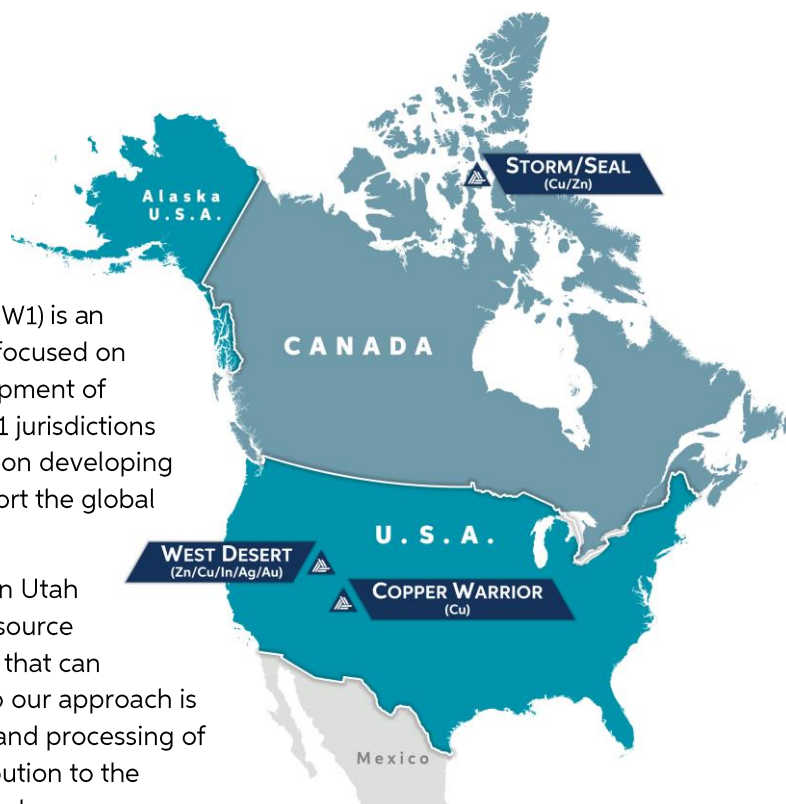 STORM/SEAL
(Cu/Zn)
Alaska
U.S.A.
CANADA
W1) is an
focused on
pment of
1 jurisdictions
on developing
ort the global
U.S.A.
WEST DESERT
(Zn/Cu/In/Ag/Au)
COPPER WARRIOR
(Cu)
n Utah
source
that can
o our approach is
and processing of
ution to the
Mexico